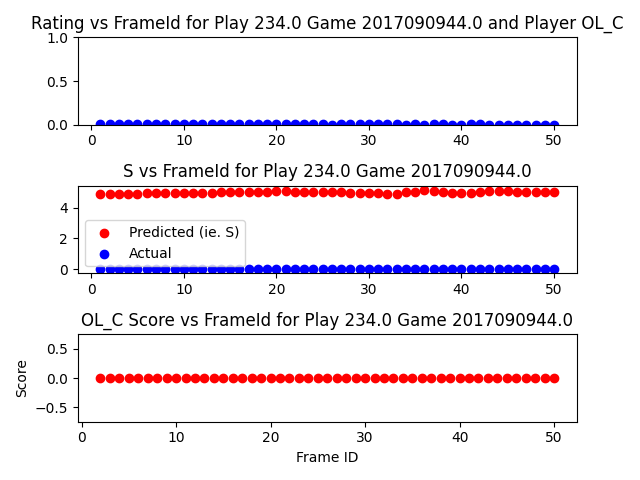 Rating vs FrameId for Play 234.0 Game 2017090944.0 and Player OL_C
1.0
0.5
0.0
0 10 20 30 40 50
S vs FrameId for Play 234.0 Game 2017090944.0
4
2
0
Predicted (ie. S)
Actual
0 10 20 30 40 50
OL_C Score vs FrameId for Play 234.0 Game 2017090944.0
Score
0.5
0.0
−0.5
0 10 20 30 40 50
Frame ID